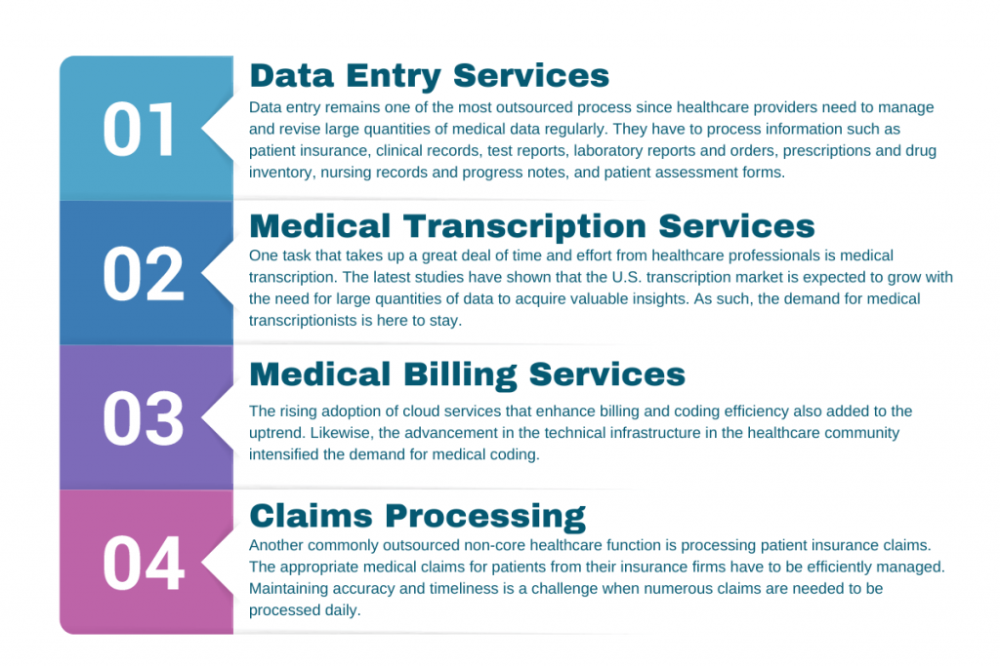 01
Data Entry Services
Data entry remains one of the most outsourced process since healthcare providers need to manage
and revise large quantities of medical data regularly. They have to process information such as
patient insurance, clinical records, test reports, laboratory reports and orders, prescriptions and drug
inventory, nursing records and progress notes, and patient assessment forms.
02
Medical Transcription Services
One task that takes up a great deal of time and effort from healthcare professionals is medical
transcription. The latest studies have shown that the U.S. transcription market is expected to grow with
the need for large quantities of data to acquire valuable insights. As such, the demand for medical
transcriptionists is here to stay.
03
Medical Billing Services
The rising adoption of cloud services that enhance billing and coding efficiency also added to the
uptrend. Likewise, the advancement in the technical infrastructure in the healthcare community
intensified the demand for medical coding.
04
Claims Processing
Another commonly outsourced non-core healthcare function is processing patient insurance claims.
The appropriate medical claims for patients from their insurance firms have to be efficiently managed.
Maintaining accuracy and timeliness is a challenge when numerous claims are needed to be
processed daily.